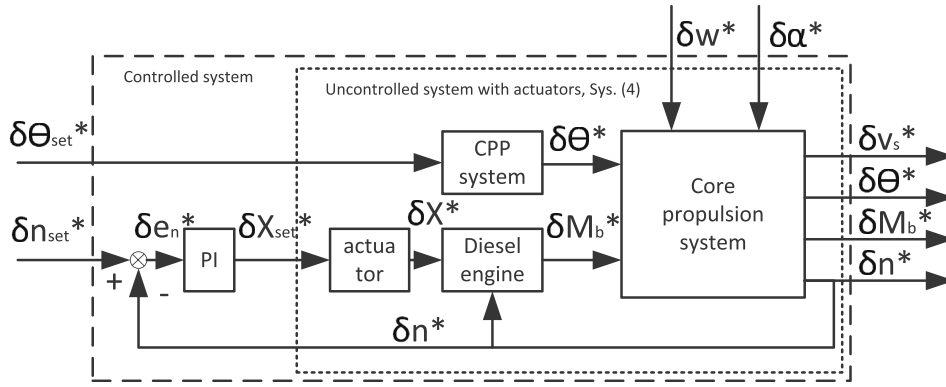 δw* δα*
Controlled system
Uncontrolled system with actuators, Sys. (4)
δΘset*
CPP
system
δΘ*
Core
propulsion
system
δvs*
δΘ*
δMb*
δn*
δnset*
+
-
δen*
PI
δXset*
actua
tor
δX*
Diesel
engine
δMb*
δn*